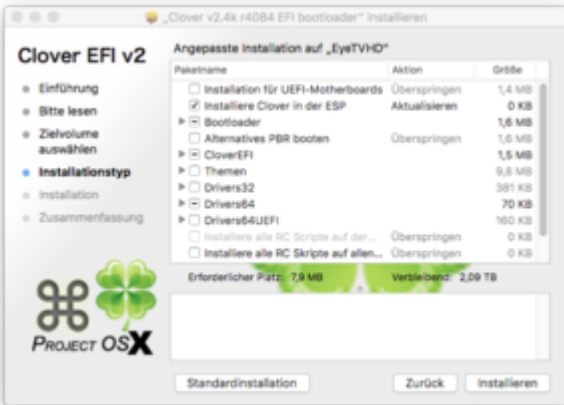 „Clover v2.4k r4084 EFI bootloader“ installieren
Clover EFI v2
Einführung
Bitte lesen
Zielvolume
auswählen
Installationstyp
Installation
Zusammenfassung
PROJECT OSX
Angepasste Installation auf „EyeTVHD“
Paketname Aktion Größe
Installation für UEFI-Motherboards Überspringen 1,4 MB
Installiere Clover in der ESP Aktualisieren 0 KB
Bootloader 1,6 MB
Alternatives PBR booten Überspringen 1,6 MB
CloverEFI 1,5 MB
Themen 9,8 MB
Drivers32 381 KB
Drivers64 70 KB
Drivers64UEFI 160 KB
Installiere alle RC Scripte auf der... Überspringen 0 KB
Installiere alle RC Skripte auf allen... Überspringen 0 KB
Erforderlicher Platz: 7,9 MB Verbleibend: 2,09 TB
Standardinstallation Zurück Installieren